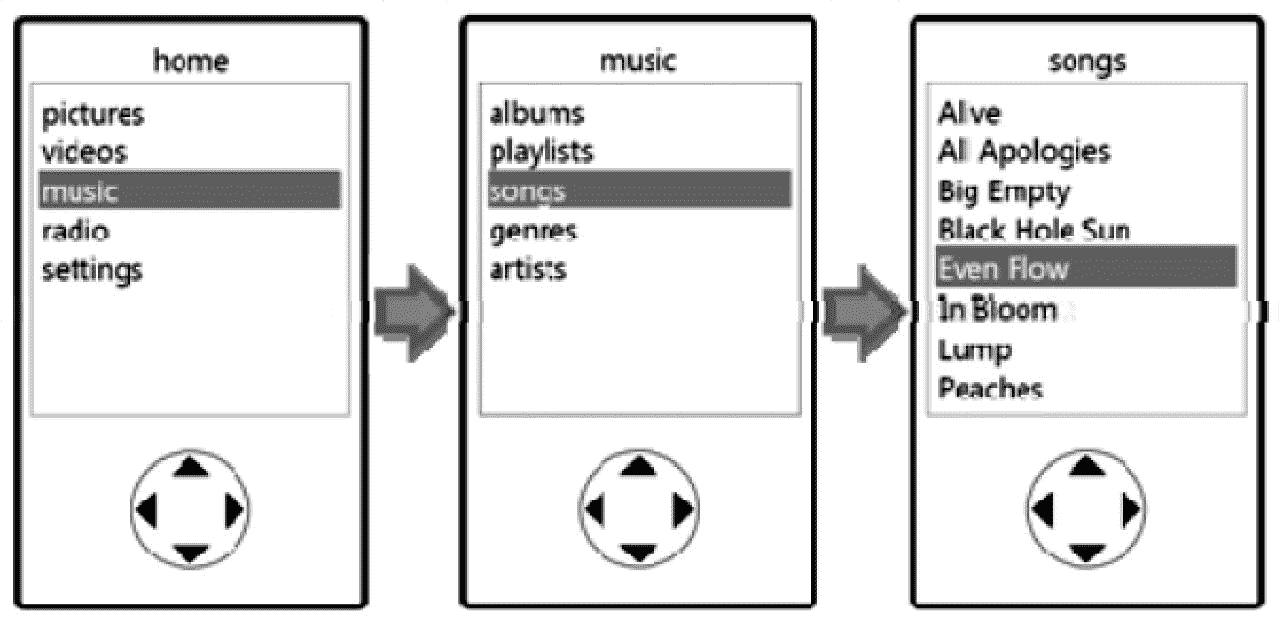 home
pictures
videos
music
radio
settings
music
albums
playlists
songs
genres
artists
songs
Alive
All Apologies
Big Empty
Black Hole Sun
Even Flow
In Bloom
Lump
Peaches